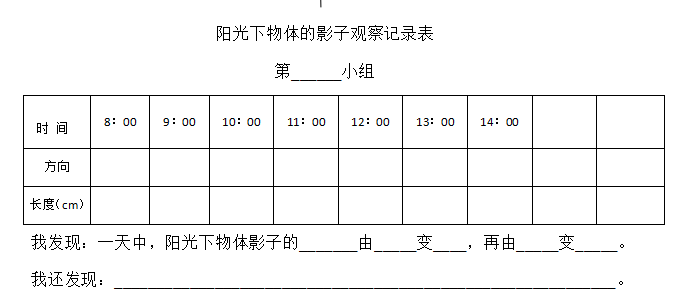 阳光下物体的影子观察记录表
第______小组
时 间 8：00 9：00 10：00 11：00 12：00 13：00 14：00
方向
长度（cm）
我发现：一天中，阳光下物体影子的_______由_____变____，再由_____变_____。
我还发现：____________________________________________________________。